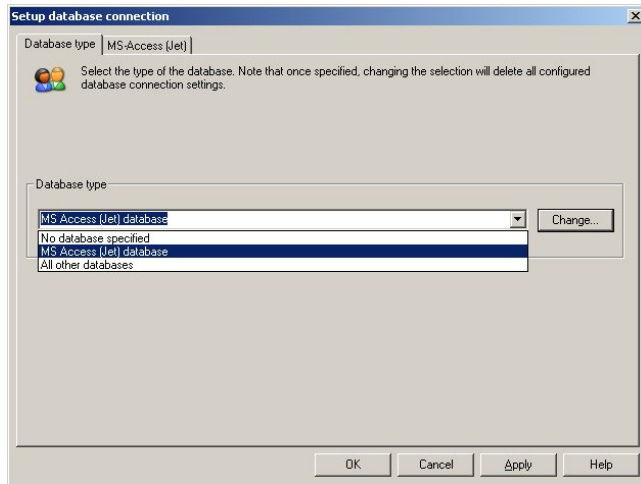 Setup database connection
Database type
MS-Access (Jet)
Select the type of the database. Note that once specified, changing the selection will delete all configured
database connection settings.
Database type
MS Access (Jet) database
Change...
No database specified
MS Access (Jet) database
All other databases
OK
Cancel
Apply
Help